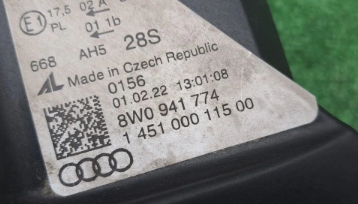 E1 17,5 02 A
PL 01 1b
668 AH5 28S
AL Made in Czech Republic
0156
01.02.22 13:01:08
8W0 941 774
1 451 000 115 00